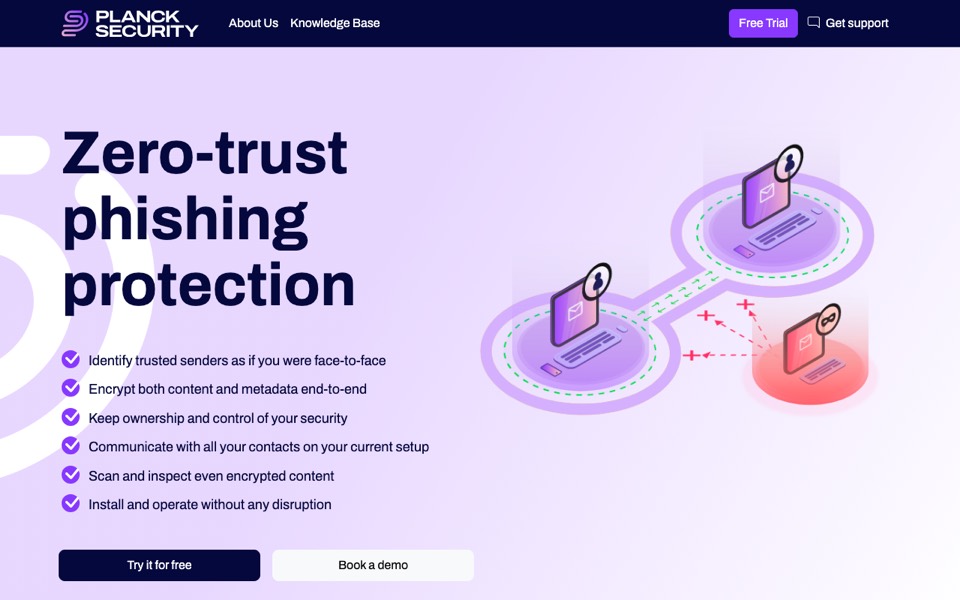 PLANCK
SECURITY
About Us
Knowledge Base
Free Trial
Get support
Zero-trust
phishing
protection
Identify trusted senders as if you were face-to-face
Encrypt both content and metadata end-to-end
Keep ownership and control of your security
Communicate with all your contacts on your current setup
Scan and inspect even encrypted content
Install and operate without any disruption
Try it for free
Book a demo